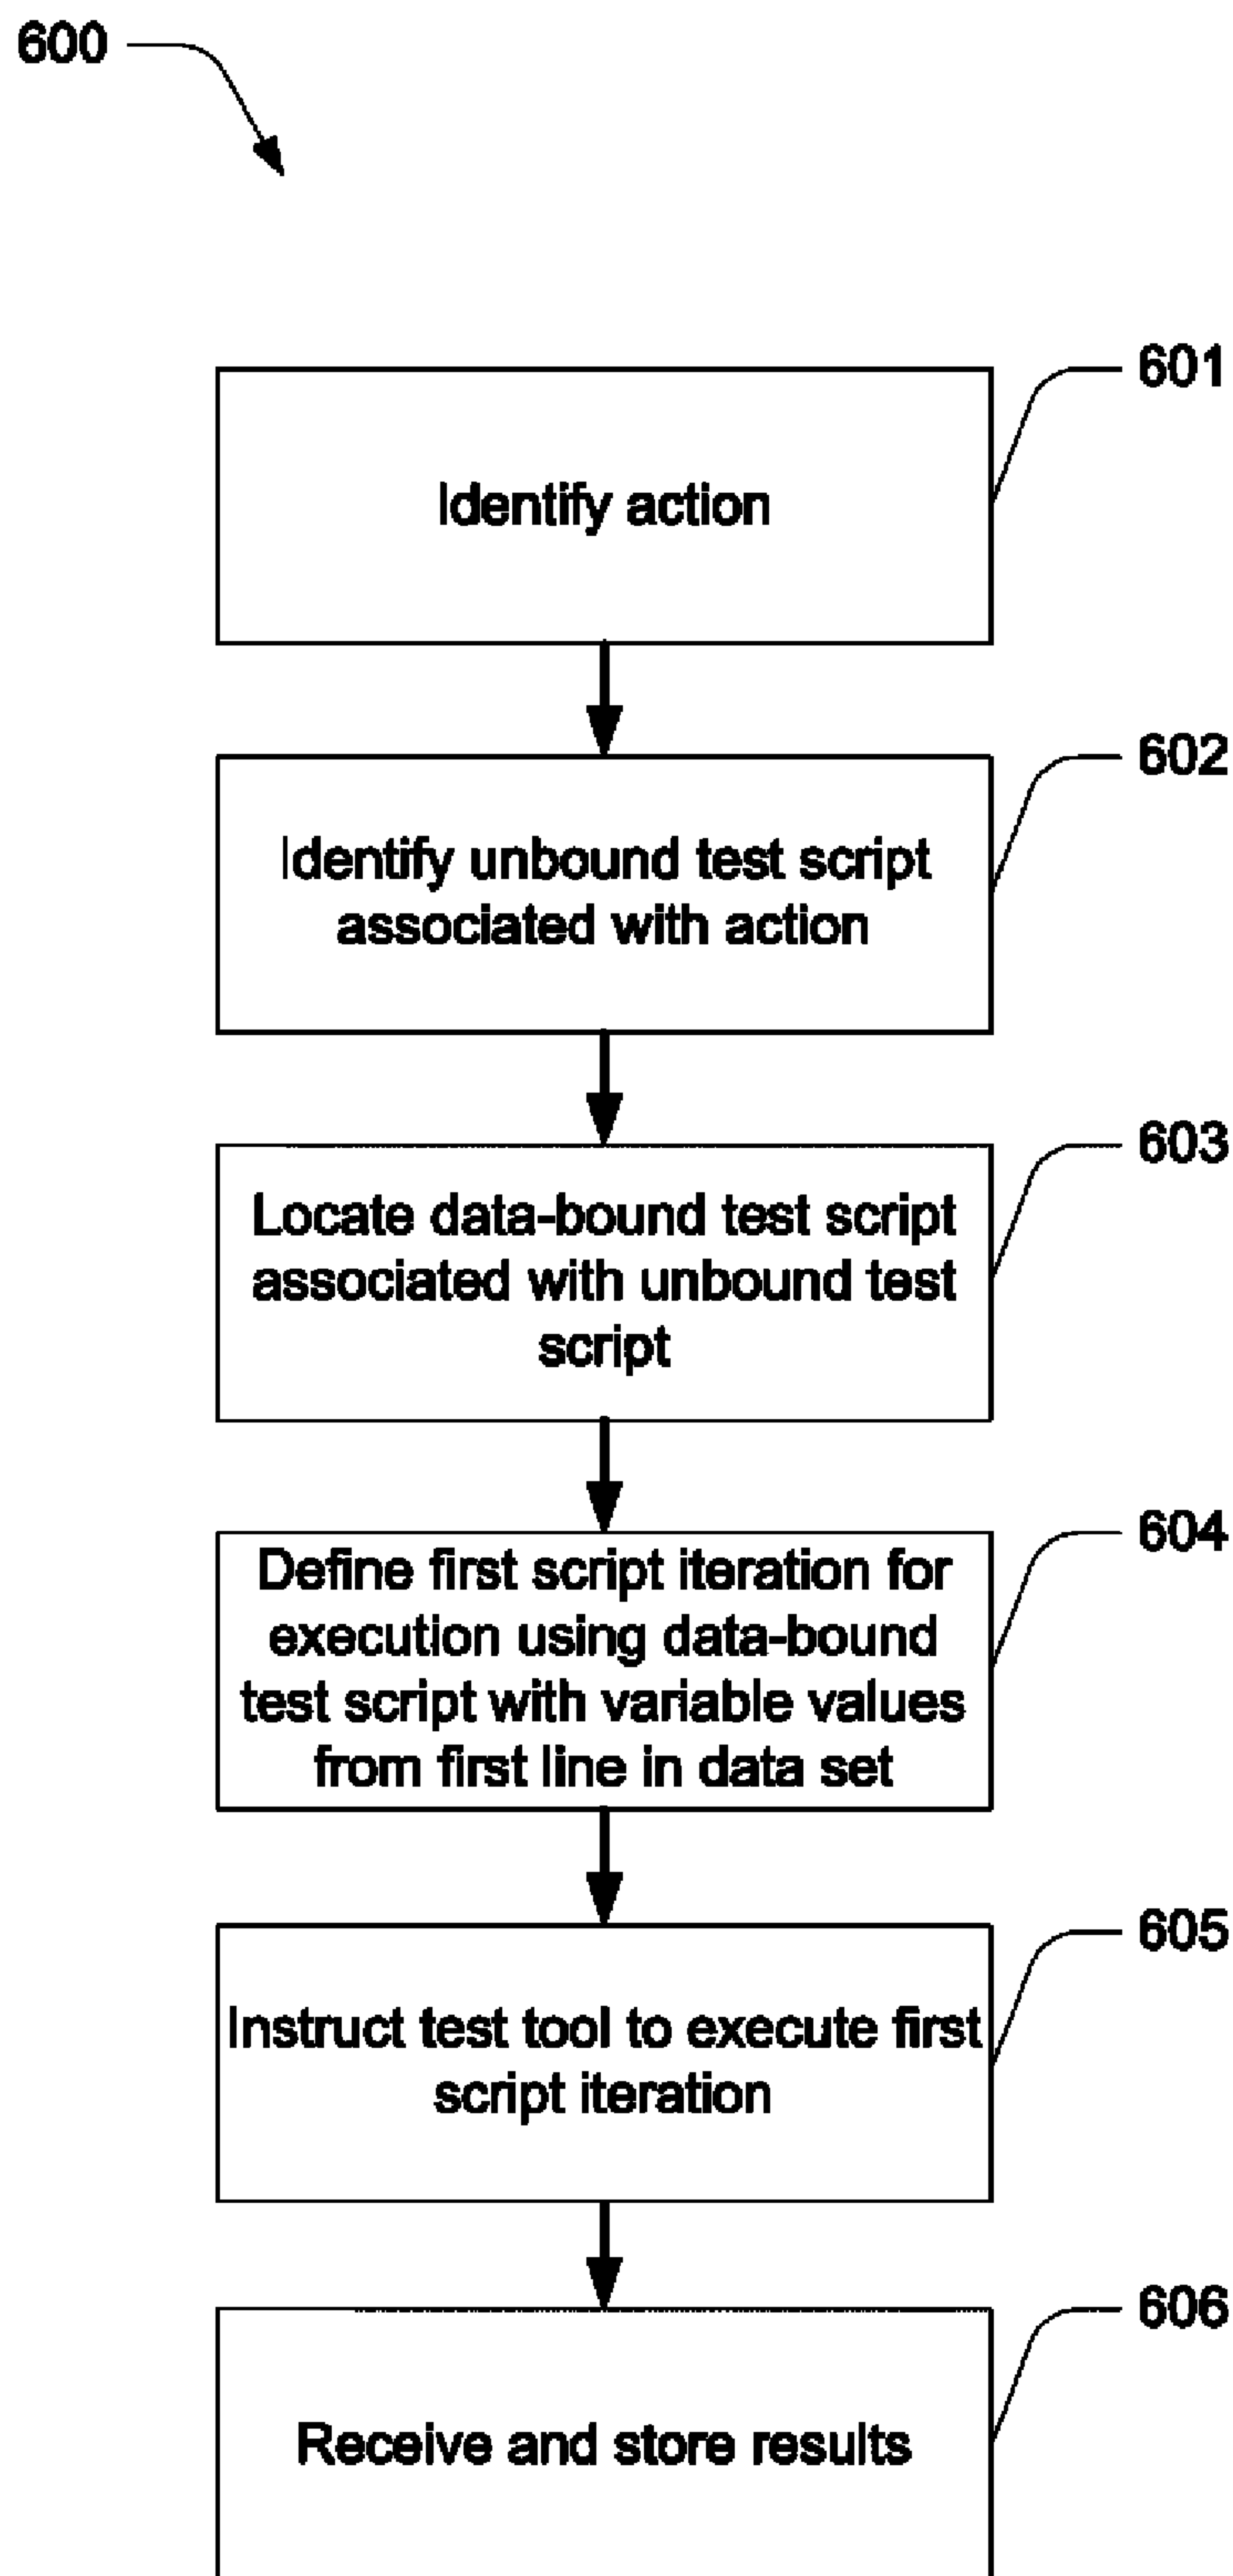 600
601
Identify action
602
Identify unbound test script
associated with action
603
Locate data-bound test script
associated with unbound test
script
604
Define first script iteration for
execution using data-bound
test script with variable values
from first line in data set
605
Instruct test tool to execute first
script iteration
606
Receive and store results